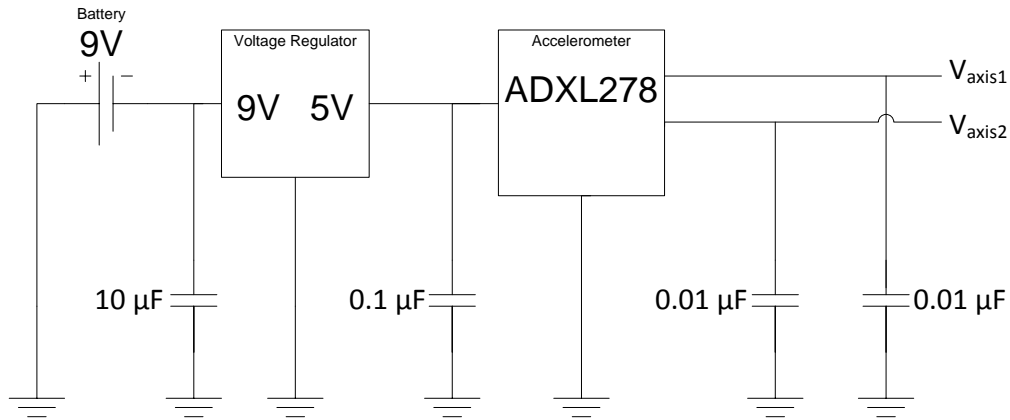 Battery
9V
+ −
Voltage Regulator
9V 5V
Accelerometer
ADXL278
Vaxis1
Vaxis2
10 µF
0.1 µF
0.01 µF
0.01 µF